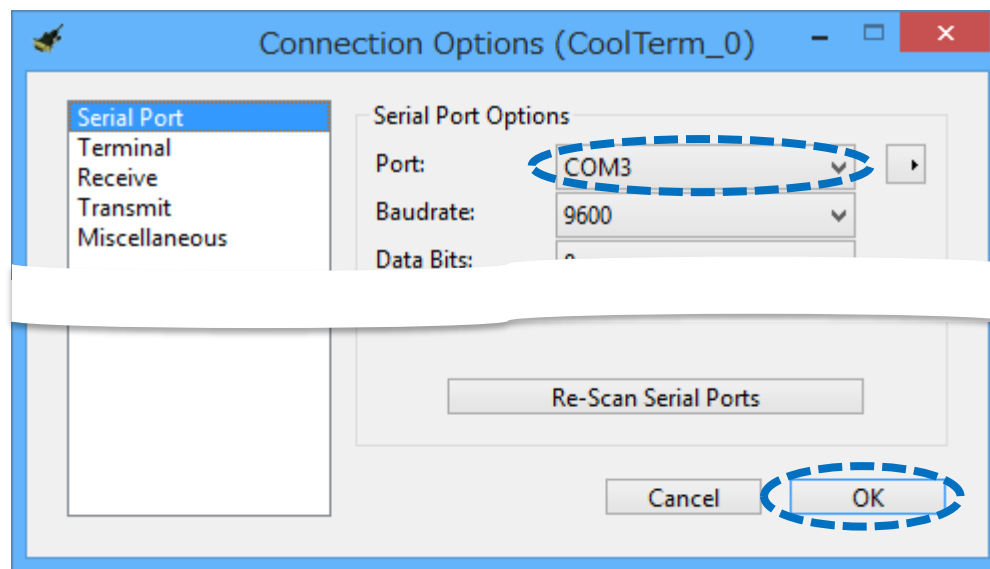 Connection Options (CoolTerm_0)
Serial Port
Terminal
Receive
Transmit
Miscellaneous
Serial Port Options
Port: COM3
Baudrate: 9600
Data Bits:
Re-Scan Serial Ports
Cancel OK